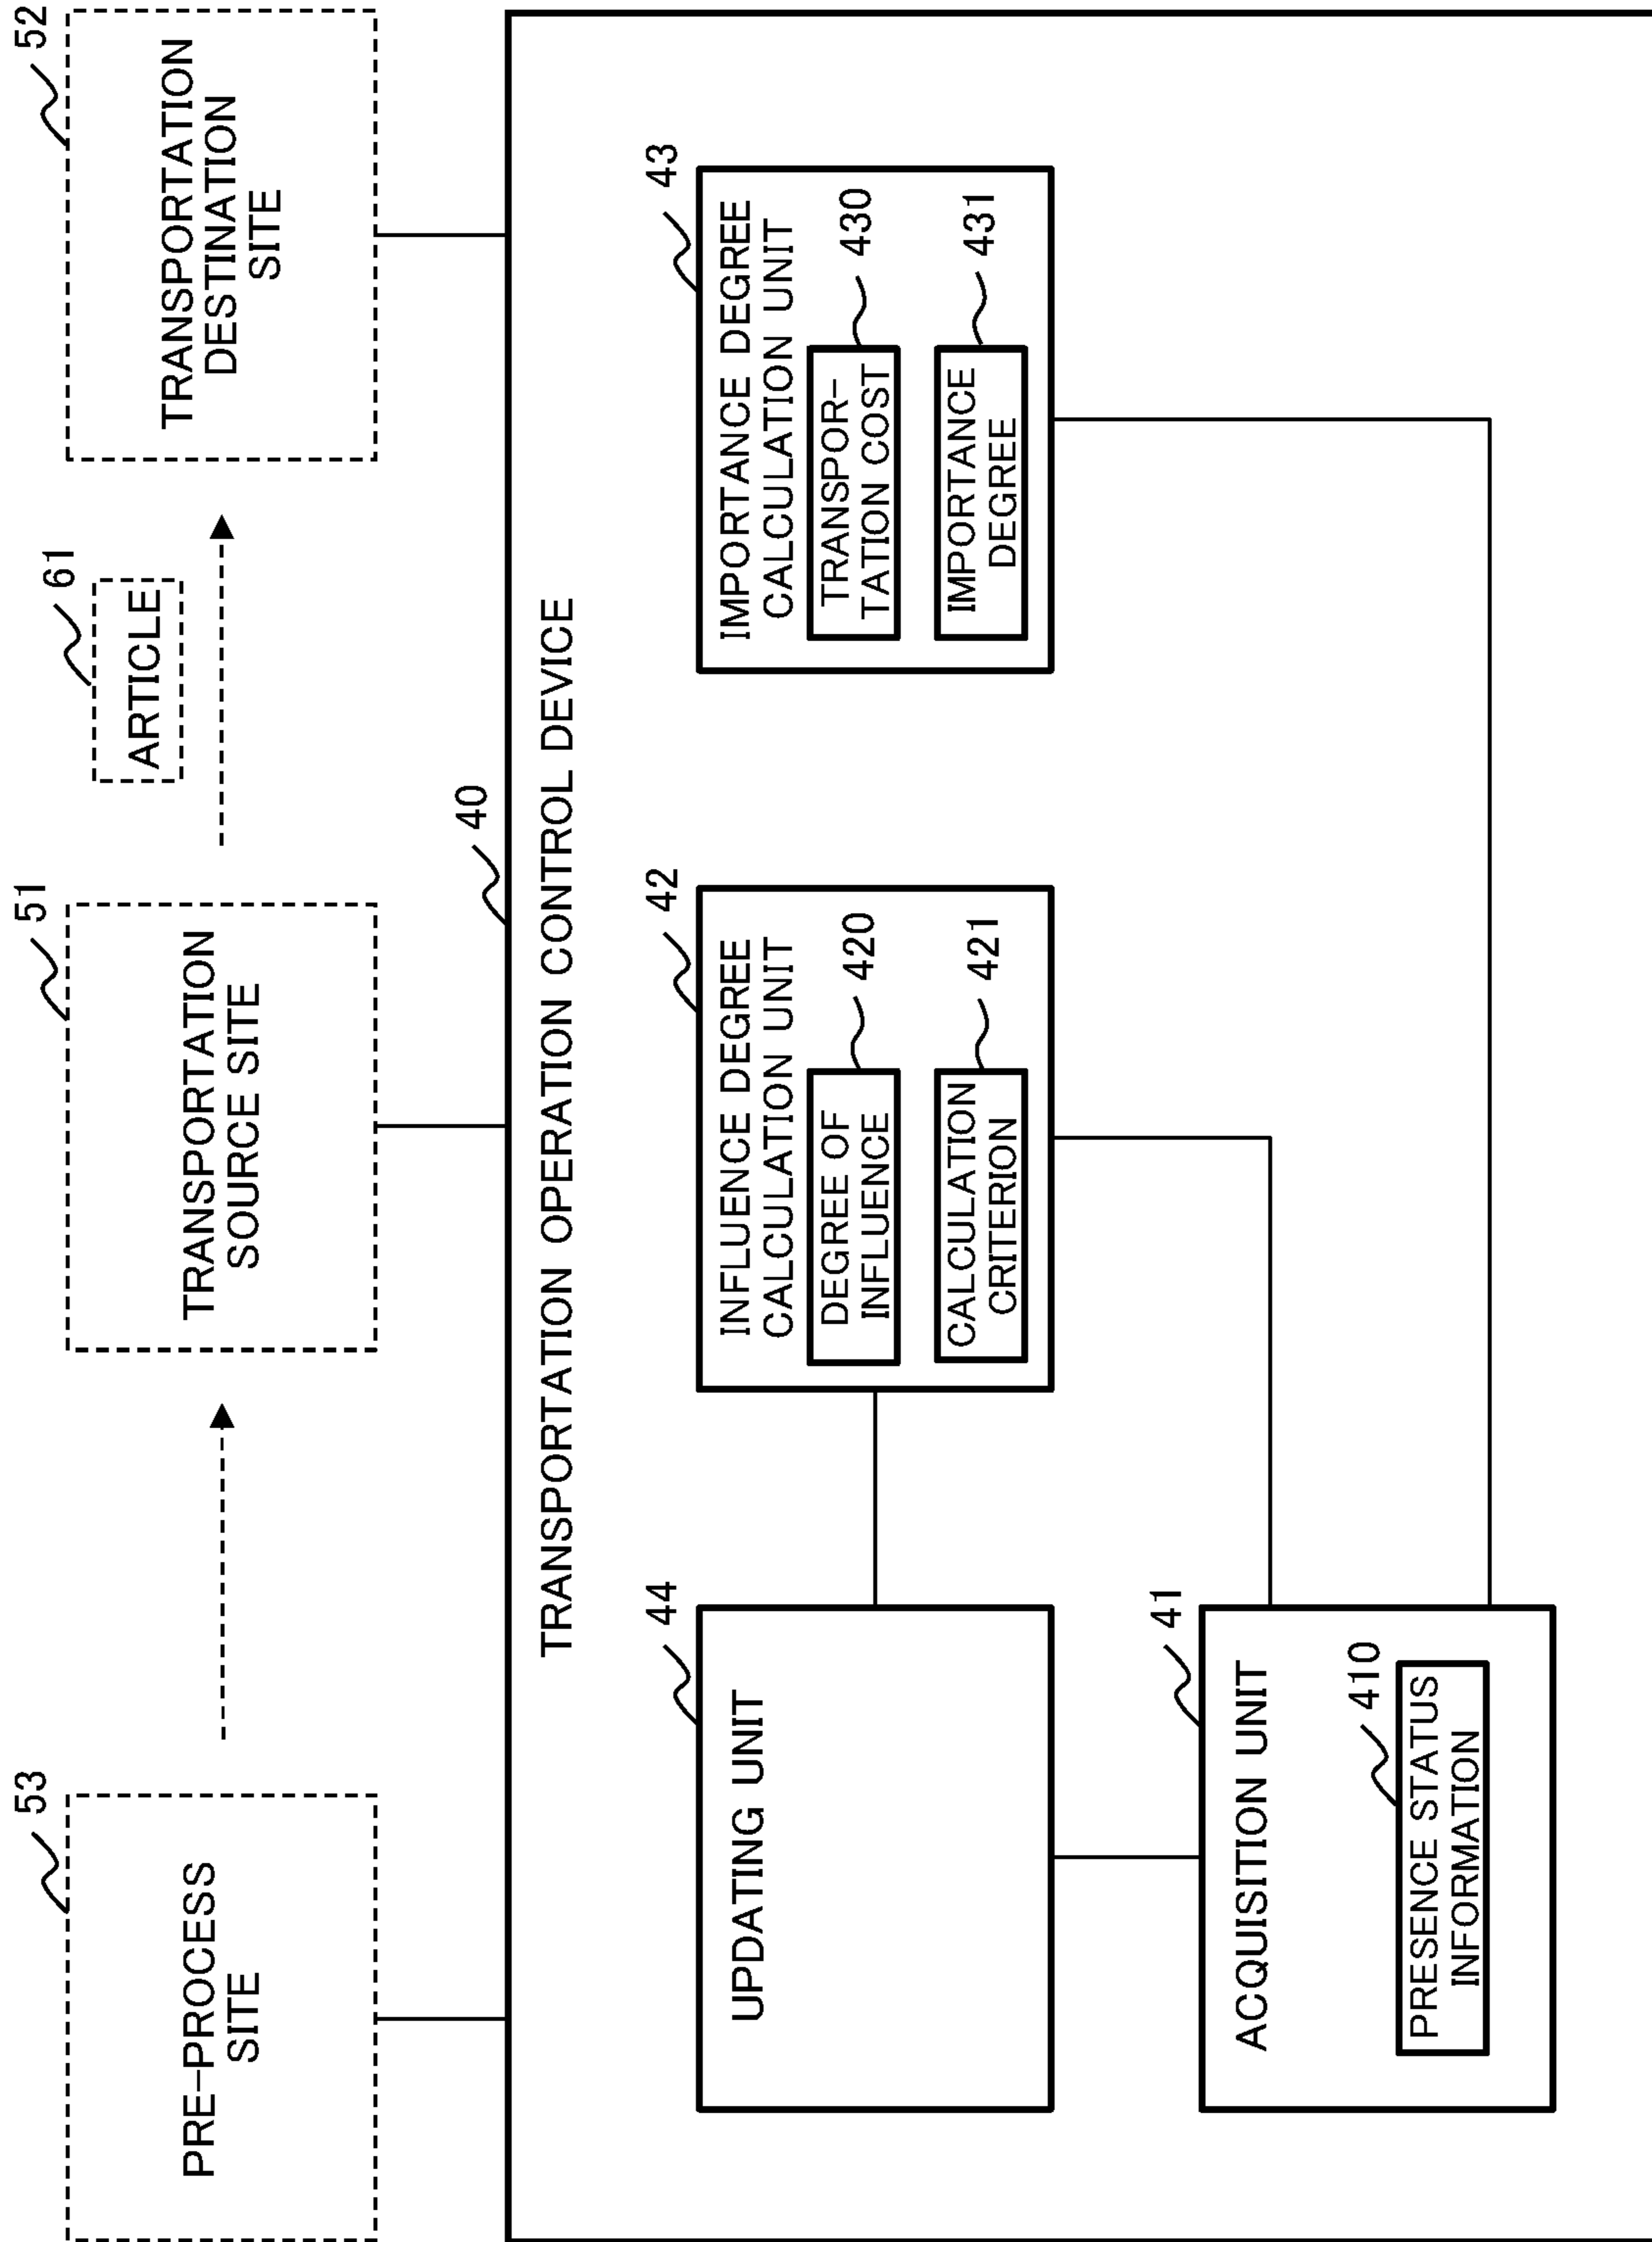 53
PRE-PROCESS
SITE
51
TRANSPORTATION
SOURCE SITE
61
ARTICLE
52
TRANSPORTATION
DESTINATION
SITE
40
TRANSPORTATION OPERATION CONTROL DEVICE
44
UPDATING UNIT
42
INFLUENCE DEGREE
CALCULATION UNIT
DEGREE OF
INFLUENCE
420
CALCULATION
CRITERION
421
43
IMPORTANCE DEGREE
CALCULATION UNIT
TRANSPOR-
TATION COST
430
IMPORTANCE
DEGREE
431
41
ACQUISITION UNIT
410
PRESENCE STATUS
INFORMATION